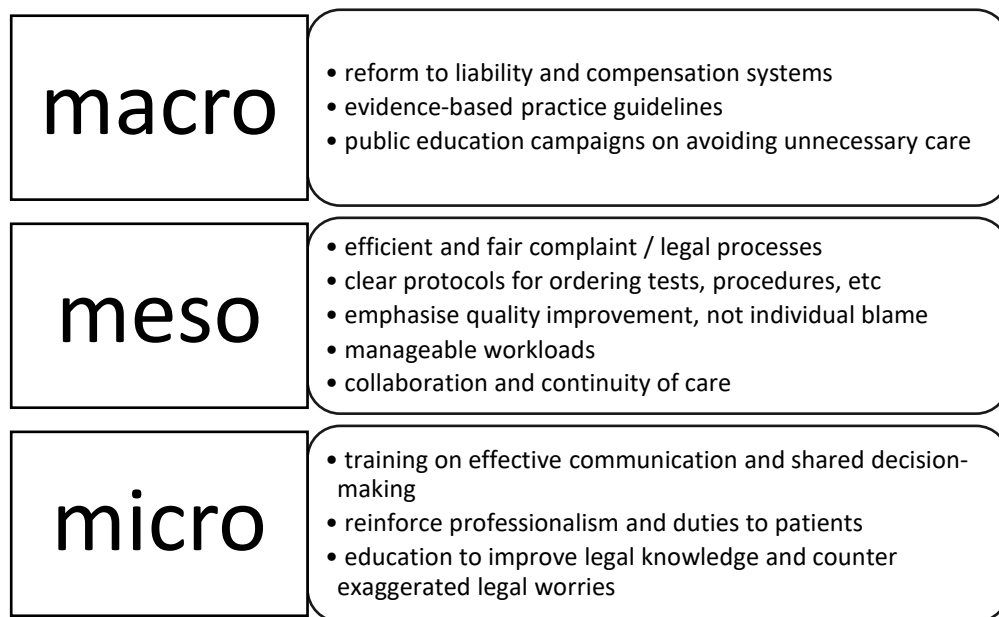 macro
• reform to liability and compensation systems
• evidence-based practice guidelines
• public education campaigns on avoiding unnecessary care
meso
• efficient and fair complaint / legal processes
• clear protocols for ordering tests, procedures, etc
• emphasise quality improvement, not individual blame
• manageable workloads
• collaboration and continuity of care
micro
• training on effective communication and shared decision-
making
• reinforce professionalism and duties to patients
• education to improve legal knowledge and counter
exaggerated legal worries